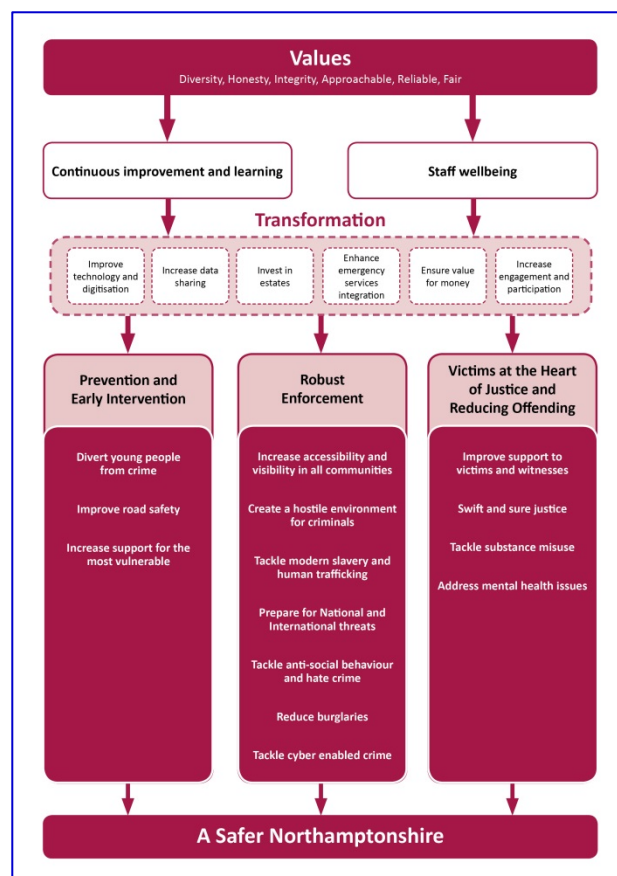 Values
Diversity, Honesty, Integrity, Approachable, Reliable, Fair
Continuous improvement and learning
Staff wellbeing
Transformation
Improve
technology and
digitisation
Increase data
sharing
Invest in
estates
Enhance
emergency
services
integration
Ensure value
for money
Increase
engagement and
participation
Prevention and
Early Intervention
Divert young people
from crime
Improve road safety
Increase support for the
most vulnerable
Robust
Enforcement
Increase accessibility and
visibility in all communities
Create a hostile environment
for criminals
Tackle modern slavery and
human trafficking
Prepare for National and
International threats
Tackle anti-social behaviour
and hate crime
Reduce burglaries
Tackle cyber enabled crime
Victims at the Heart
of Justice and
Reducing Offending
Improve support to
victims and witnesses
Swift and sure justice
Tackle substance misuse
Address mental health issues
A Safer Northamptonshire